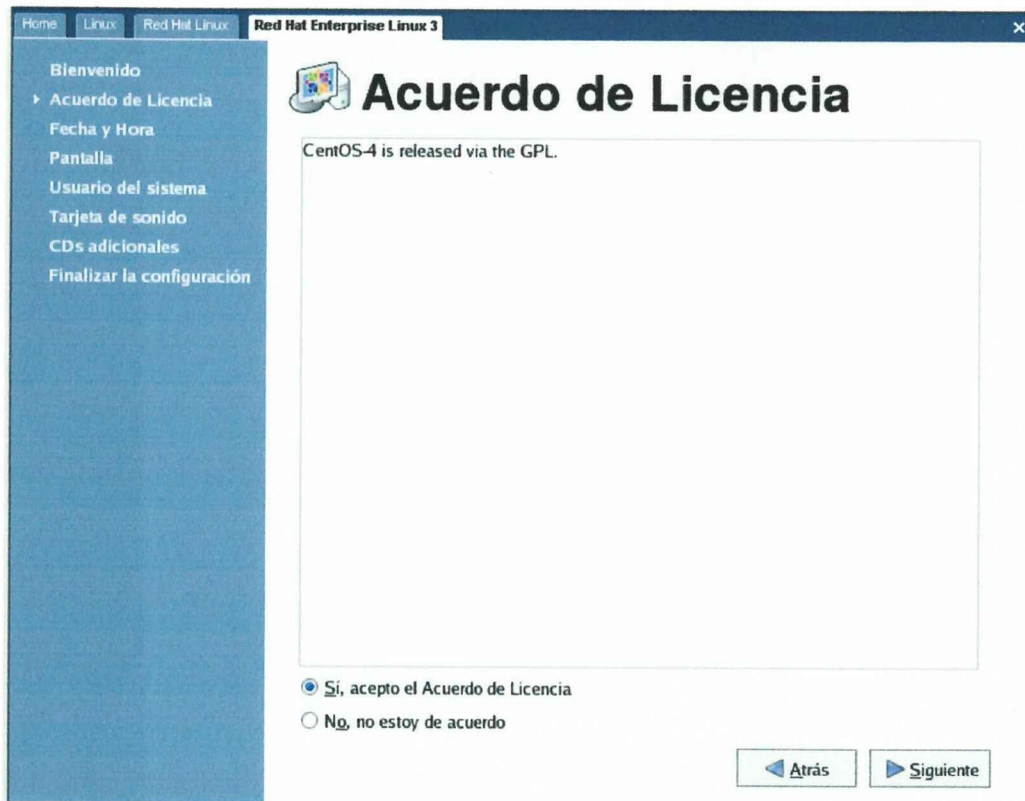 Home Linux Red Hat Linux Red Hat Enterprise Linux 3
Bienvenido
Acuerdo de Licencia
Fecha y Hora
Pantalla
Usuario del sistema
Tarjeta de sonido
CDs adicionales
Finalizar la configuración
Acuerdo de Licencia
CentOS-4 is released via the GPL.
Sí, acepto el Acuerdo de Licencia
No, no estoy de acuerdo
Atrás Siguiente